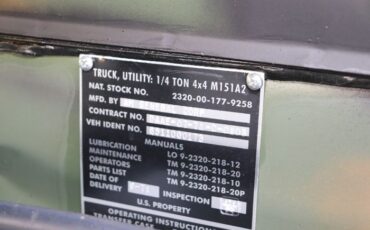 TRUCK, UTILITY: 1/4 TON 4x4 M151A2
NAT. STOCK NO. 2320-00-177-9258
MFD. BY
CONTRACT NO.
VEH IDENT NO.
MANUALS
LUBRICATION LO 9-2320-218-12
MAINTENANCE TM 9-2320-218-20
OPERATORS TM 9-2320-218-10
PARTS LIST TM 9-2320-218-20P
DATE OF
DELIVERY INSPECTION
U.S. PROPERTY
OPERATING INSTRUCTIONS
TRANSFER CASE